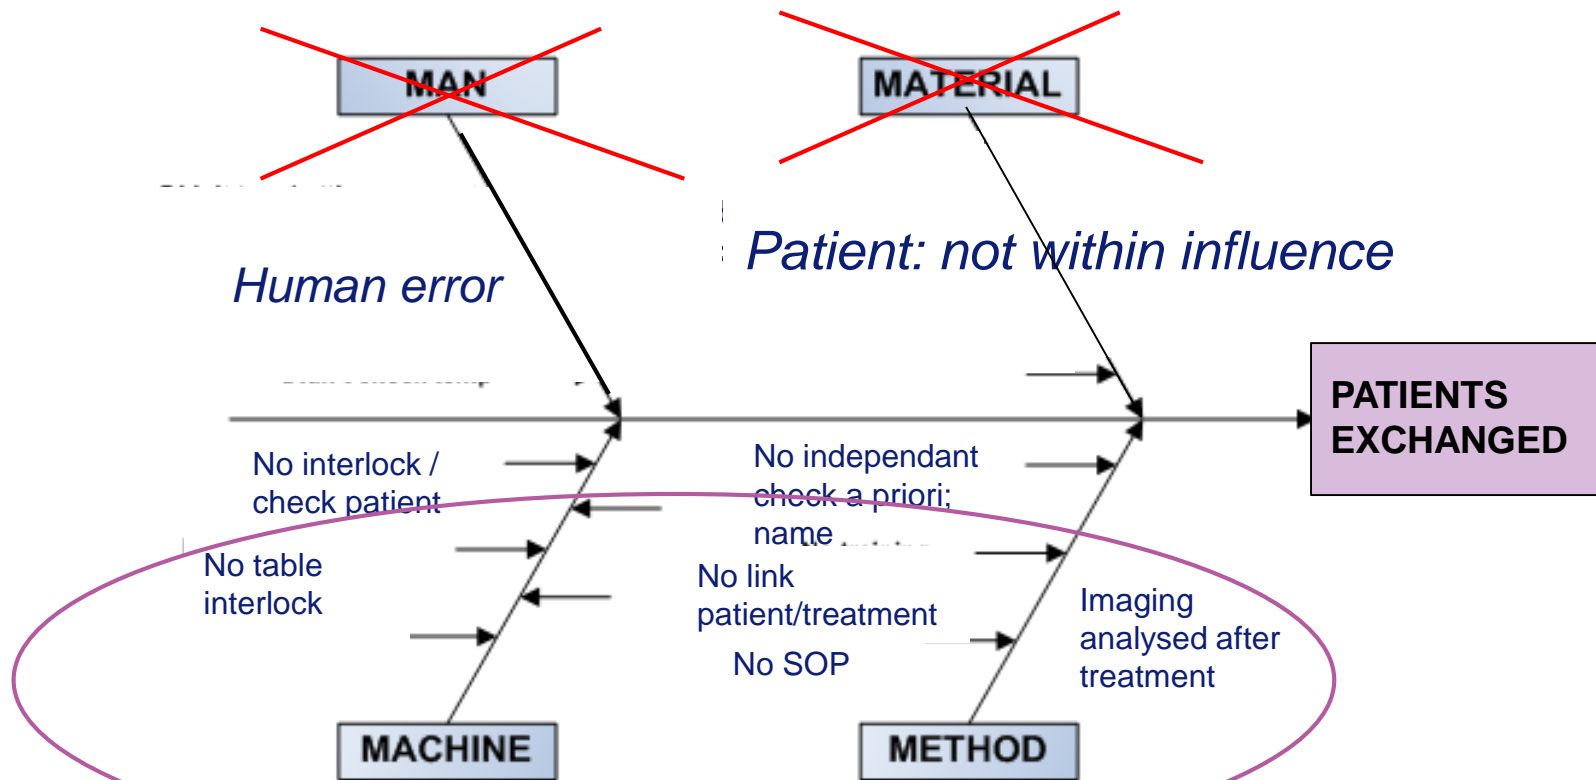 MAN
MATERIAL
Patient: not within influence
Human error
PATIENTS
EXCHANGED
No interlock /
check patient
No independant
check a priori;
name
No table
interlock
No link
patient/treatment
Imaging
analysed after
treatment
No SOP
MACHINE
METHOD